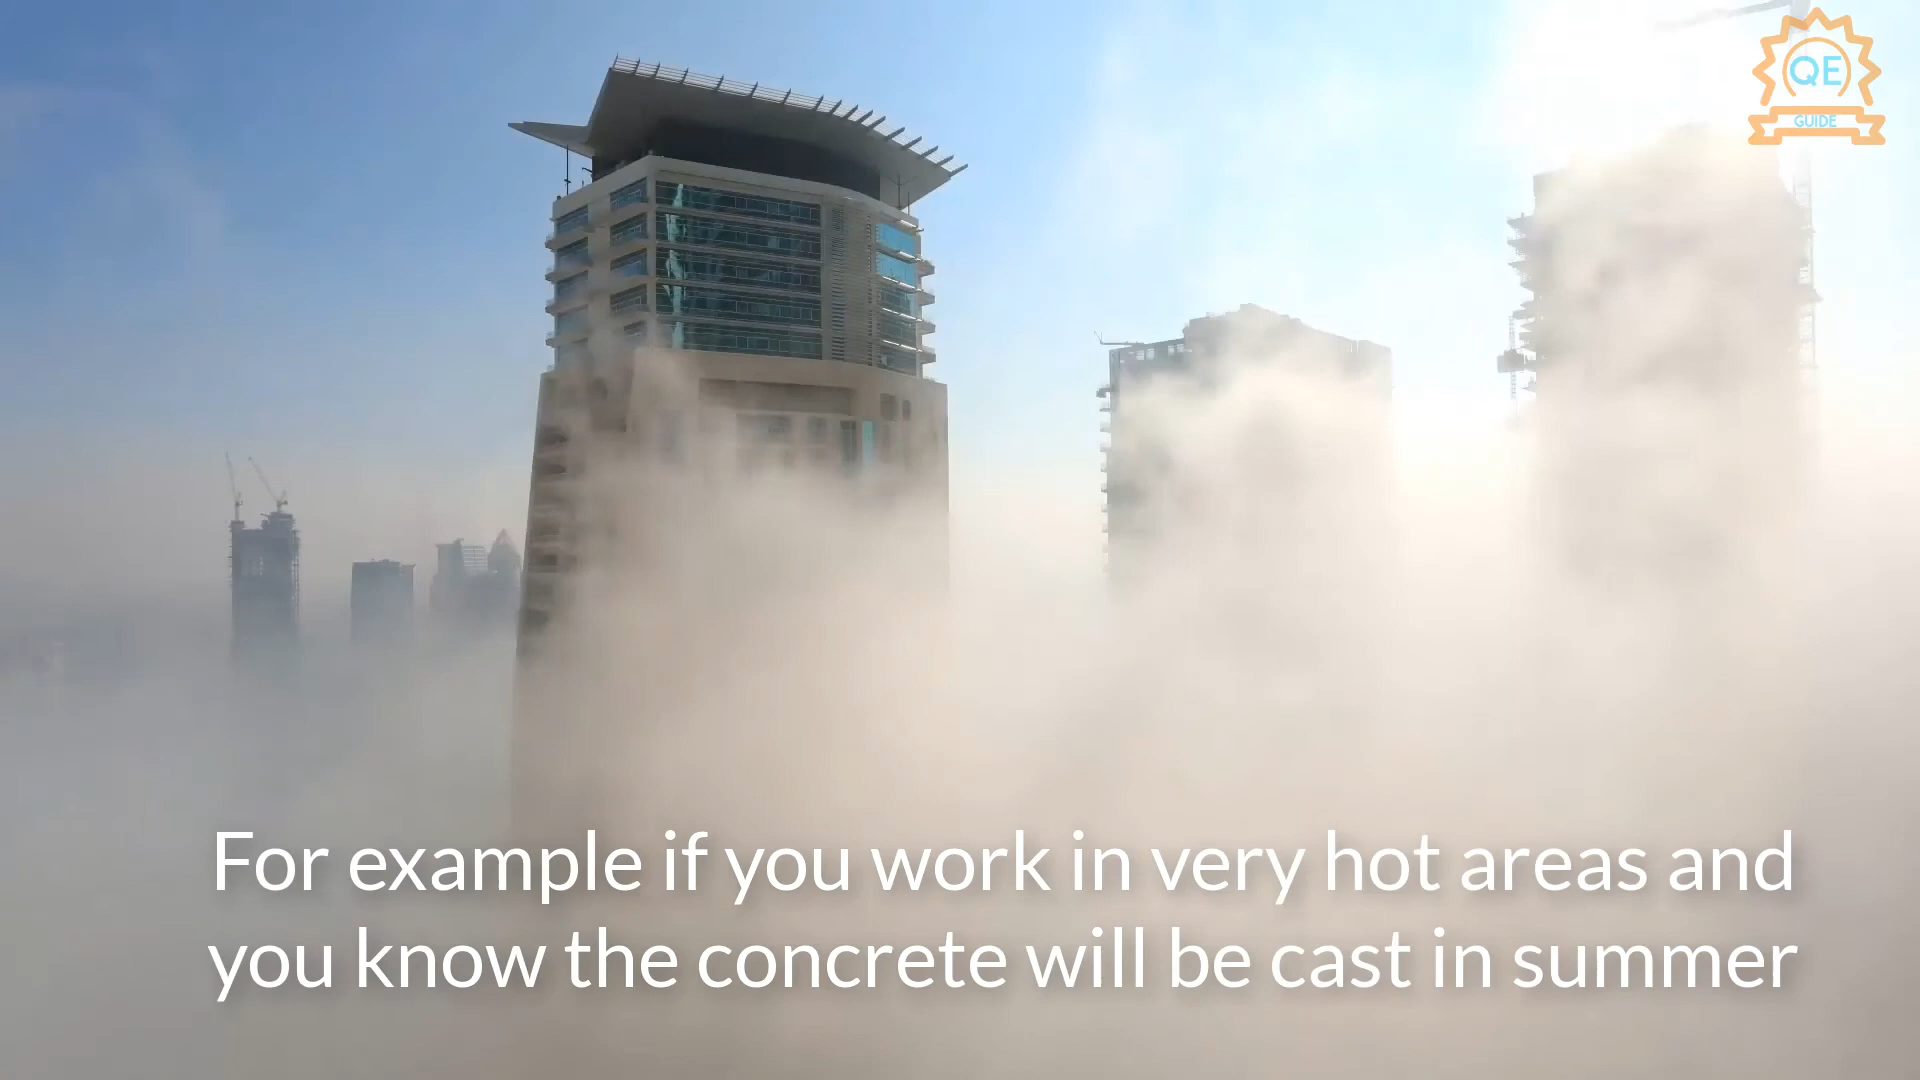 QE
GUIDE
For example if you work in very hot areas and
you know the concrete will be cast in summer